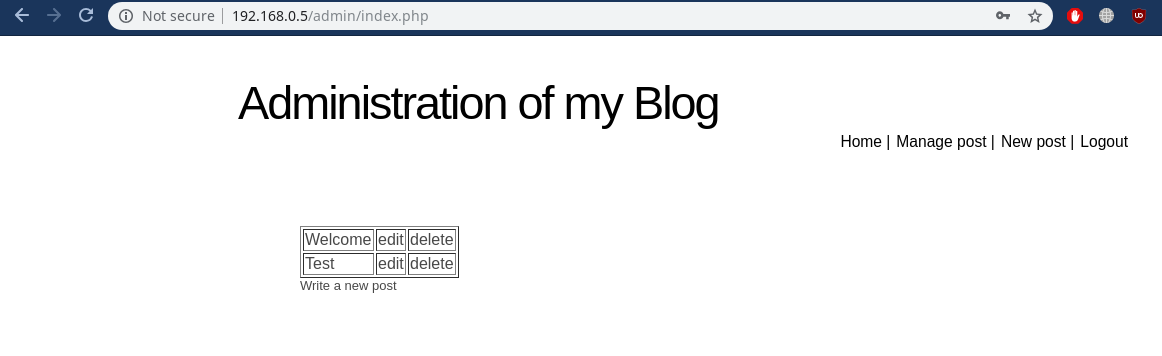 Not secure | 192.168.0.5/admin/index.php
Administration of my Blog
Home | Manage post | New post | Logout
Welcome edit delete
Test edit delete
Write a new post